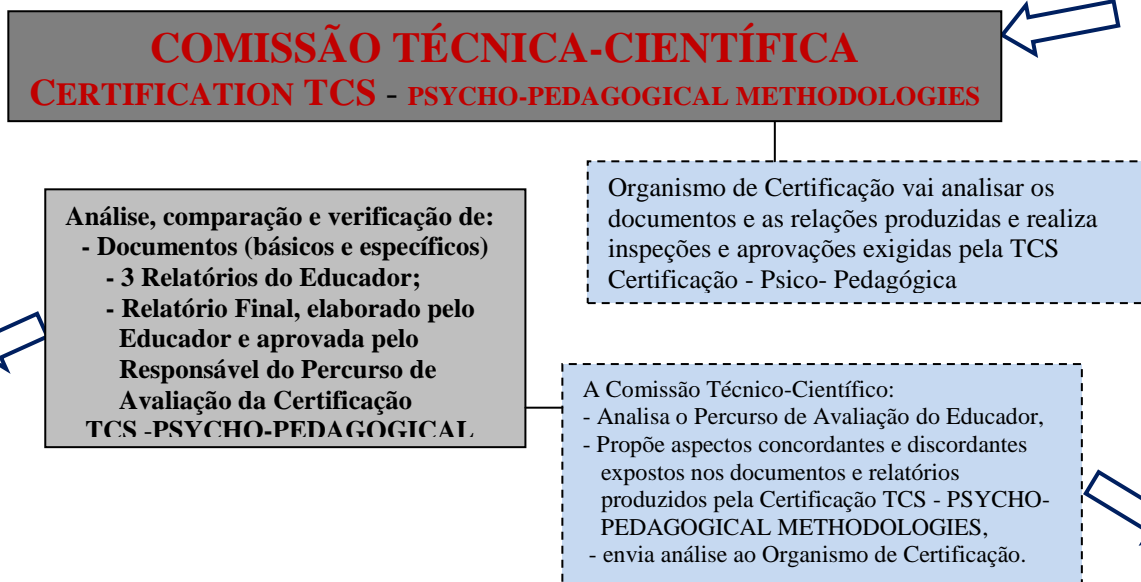 COMISSÃO TÉCNICA-CIENTÍFICA
CERTIFICATION TCS - PSYCHO-PEDAGOGICAL METHODOLOGIES
Organismo de Certificação vai analisar os
documentos e as relações produzidas e realiza
inspeções e aprovações exigidas pela TCS
Certificação - Psico- Pedagógica
Análise, comparação e verificação de:
- Documentos (básicos e específicos)
- 3 Relatórios do Educador;
- Relatório Final, elaborado pelo
Educador e aprovada pelo
Responsável do Percurso de
Avaliação da Certificação
TCS -PSYCHO-PEDAGOGICAL
A Comissão Técnico-Científico:
- Analisa o Percurso de Avaliação do Educador,
- Propõe aspectos concordantes e discordantes
expostos nos documentos e relatórios
produzidos pela Certificação TCS - PSYCHO-
PEDAGOGICAL METHODOLOGIES,
- envia análise ao Organismo de Certificação.